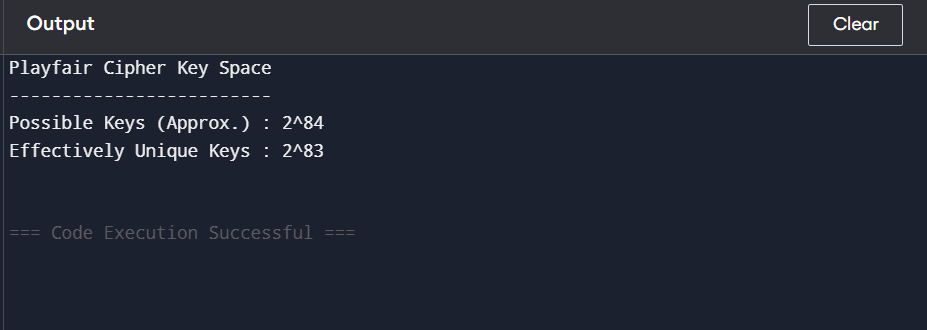 Output
Clear
Playfair Cipher Key Space
-------------------------
Possible Keys (Approx.) : 2^84
Effectively Unique Keys : 2^83
=== Code Execution Successful ===